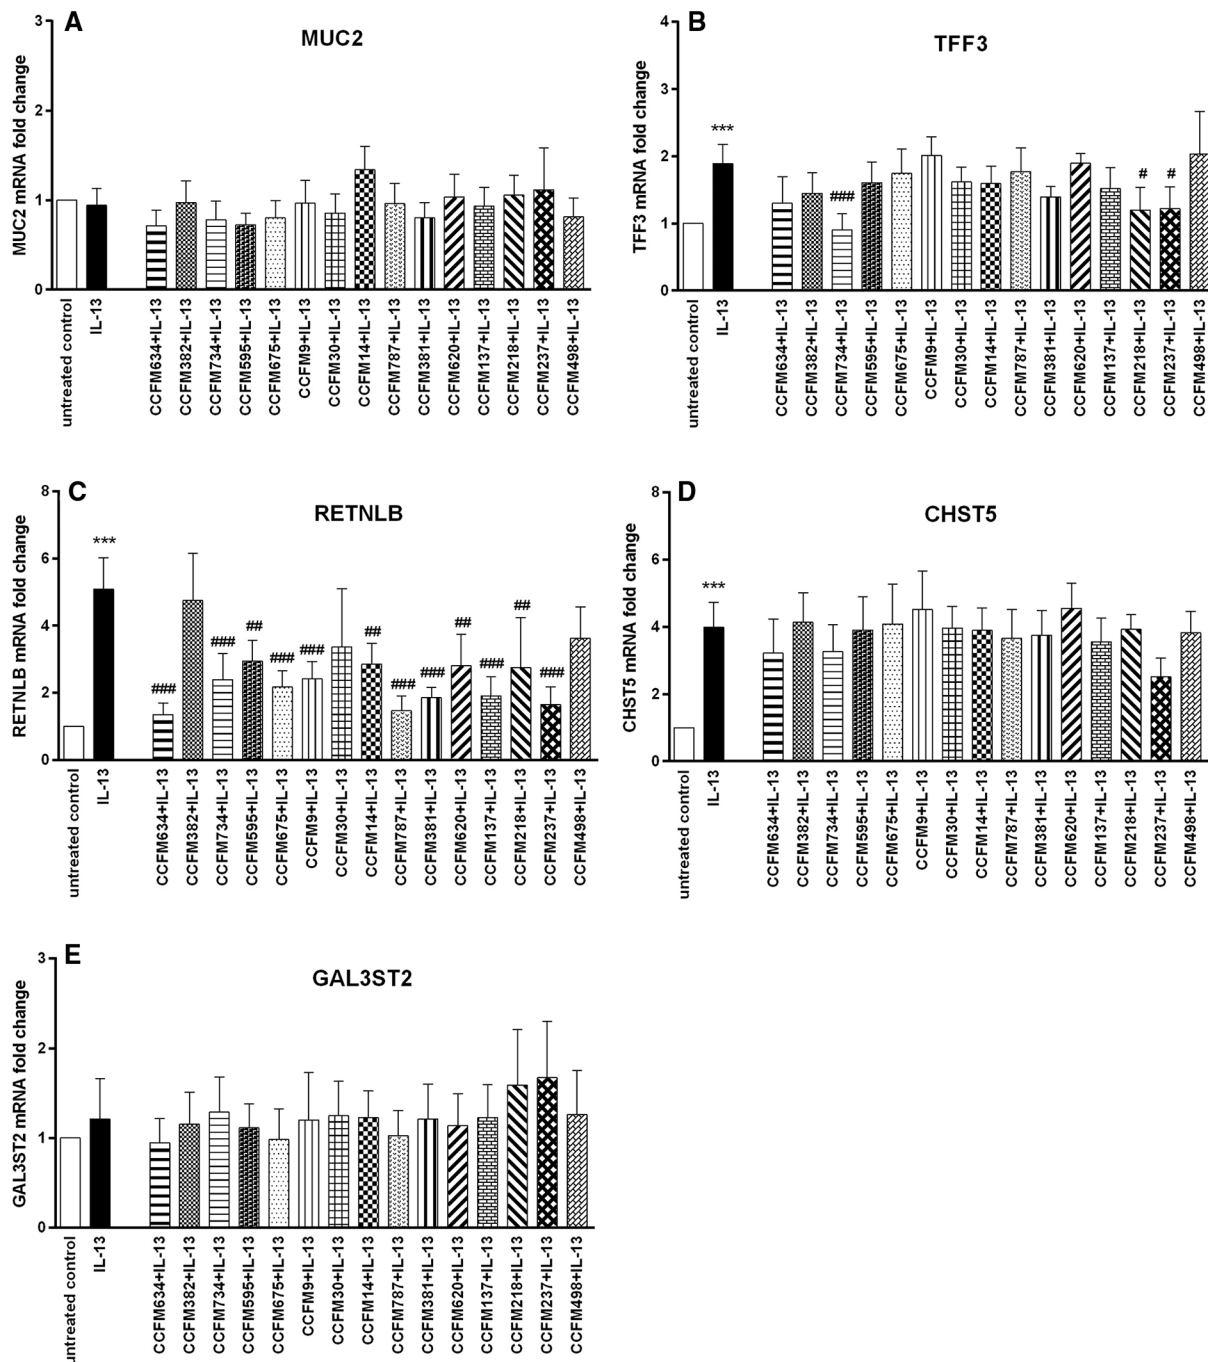 A
MUC2
MUC2 mRNA fold change
3
2
1
0
untreated control
IL-13
CCFM634+IL-13
CCFM382+IL-13
CCFM734+IL-13
CCFM595+IL-13
CCFM675+IL-13
CCFM9+IL-13
CCFM30+IL-13
CCFM14+IL-13
CCFM787+IL-13
CCFM381+IL-13
CCFM620+IL-13
CCFM137+IL-13
CCFM218+IL-13
CCFM237+IL-13
CCFM498+IL-13
B
TFF3
TFF3 mRNA fold change
4
3
2
1
0
***
###
#
#
untreated control
IL-13
CCFM634+IL-13
CCFM382+IL-13
CCFM734+IL-13
CCFM595+IL-13
CCFM675+IL-13
CCFM9+IL-13
CCFM30+IL-13
CCFM14+IL-13
CCFM787+IL-13
CCFM381+IL-13
CCFM620+IL-13
CCFM137+IL-13
CCFM218+IL-13
CCFM237+IL-13
CCFM498+IL-13
C
RETNLB
RETNLB mRNA fold change
8
6
4
2
0
***
###
###
##
###
###
##
###
###
##
###
##
###
untreated control
IL-13
CCFM634+IL-13
CCFM382+IL-13
CCFM734+IL-13
CCFM595+IL-13
CCFM675+IL-13
CCFM9+IL-13
CCFM30+IL-13
CCFM14+IL-13
CCFM787+IL-13
CCFM381+IL-13
CCFM620+IL-13
CCFM137+IL-13
CCFM218+IL-13
CCFM237+IL-13
CCFM498+IL-13
D
CHST5
CHST5 mRNA fold change
8
6
4
2
0
***
untreated control
IL-13
CCFM634+IL-13
CCFM382+IL-13
CCFM734+IL-13
CCFM595+IL-13
CCFM675+IL-13
CCFM9+IL-13
CCFM30+IL-13
CCFM14+IL-13
CCFM787+IL-13
CCFM381+IL-13
CCFM620+IL-13
CCFM137+IL-13
CCFM218+IL-13
CCFM237+IL-13
CCFM498+IL-13
E
GAL3ST2
GAL3ST2 mRNA fold change
3
2
1
0
untreated control
IL-13
CCFM634+IL-13
CCFM382+IL-13
CCFM734+IL-13
CCFM595+IL-13
CCFM675+IL-13
CCFM9+IL-13
CCFM30+IL-13
CCFM14+IL-13
CCFM787+IL-13
CCFM381+IL-13
CCFM620+IL-13
CCFM137+IL-13
CCFM218+IL-13
CCFM237+IL-13
CCFM498+IL-13